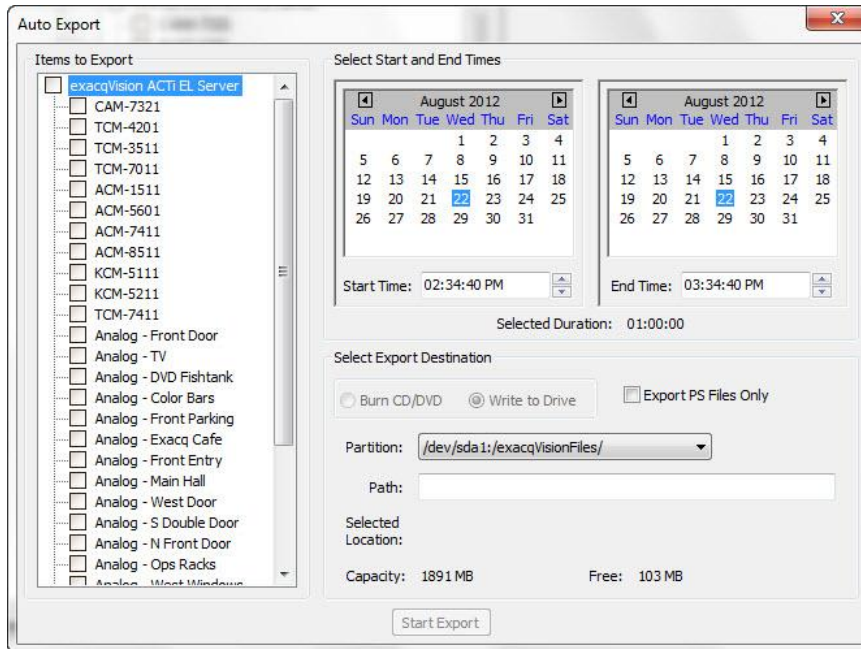 Auto Export
Items to Export
exacqVision ACTi EL Server
CAM-7321
TCM-4201
TCM-3511
TCM-7011
ACM-1511
ACM-5601
ACM-7411
ACM-8511
KCM-5111
KCM-5211
TCM-7411
Analog - Front Door
Analog - TV
Analog - DVD Fishtank
Analog - Color Bars
Analog - Front Parking
Analog - Exacq Cafe
Analog - Front Entry
Analog - Main Hall
Analog - West Door
Analog - S Double Door
Analog - N Front Door
Analog - Ops Racks
Analog - West Windows
Select Start and End Times
August 2012
Sun Mon Tue Wed Thu Fri Sat
1 2 3 4
5 6 7 8 9 10 11
12 13 14 15 16 17 18
19 20 21 22 23 24 25
26 27 28 29 30 31
Start Time: 02:34:40 PM
August 2012
Sun Mon Tue Wed Thu Fri Sat
1 2 3 4
5 6 7 8 9 10 11
12 13 14 15 16 17 18
19 20 21 22 23 24 25
26 27 28 29 30 31
End Time: 03:34:40 PM
Selected Duration: 01:00:00
Select Export Destination
Burn CD/DVD Write to Drive Export PS Files Only
Partition: /dev/sda1:/exacqVisionFiles/
Path:
Selected
Location:
Capacity: 1891 MB Free: 103 MB
Start Export